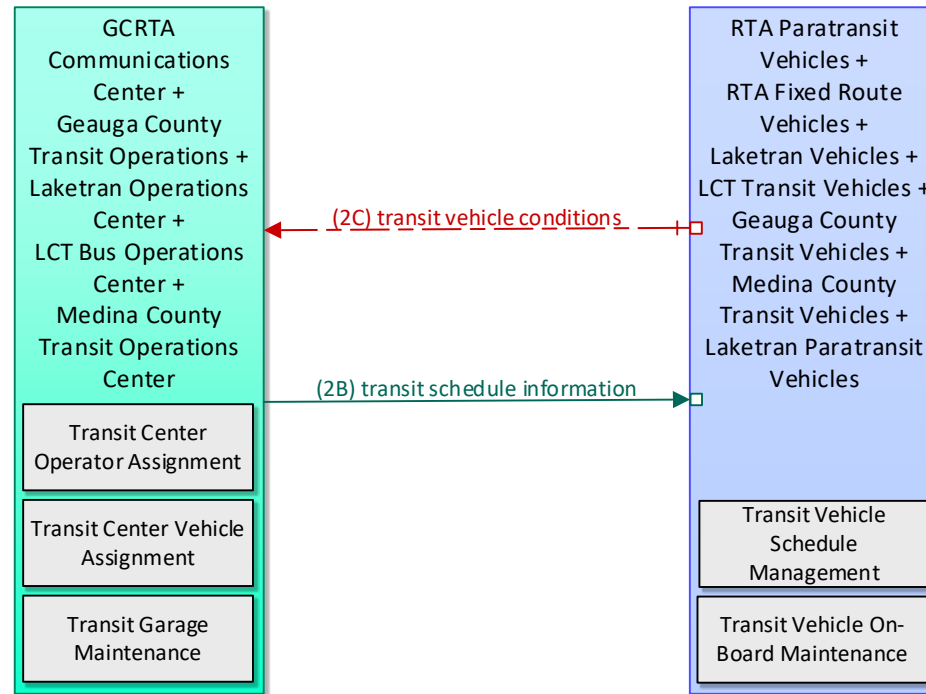 GCRTA
Communications
Center +
Geauga County
Transit Operations +
Laketran Operations
Center +
LCT Bus Operations
Center +
Medina County
Transit Operations
Center
Transit Center
Operator Assignment
Transit Center Vehicle
Assignment
Transit Garage
Maintenance
(2C) transit vehicle conditions
(2B) transit schedule information
RTA Paratransit
Vehicles +
RTA Fixed Route
Vehicles +
Laketran Vehicles +
LCT Transit Vehicles +
Geauga County
Transit Vehicles +
Medina County
Transit Vehicles +
Laketran Paratransit
Vehicles
Transit Vehicle
Schedule
Management
Transit Vehicle On-
Board Maintenance